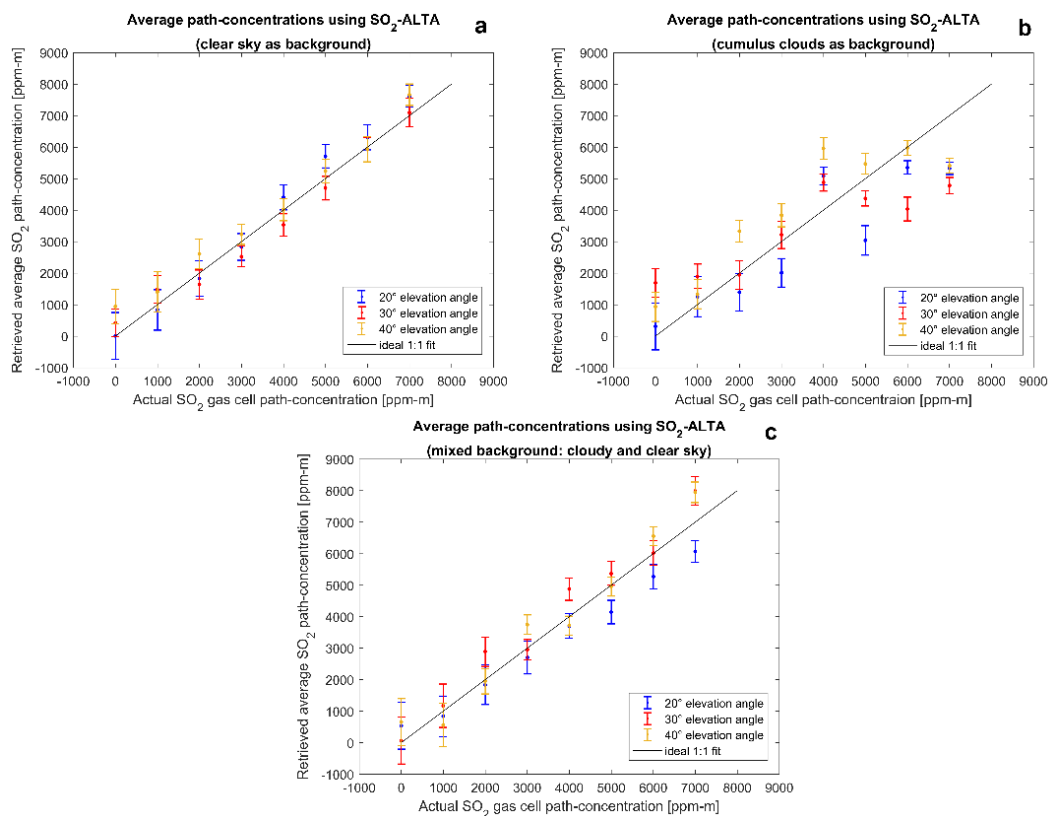 Average path-concentrations using SO2-ALTA
(clear sky as background)
a
Retrieved average SO2 path-concentration [ppm-m]
9000
8000
7000
6000
5000
4000
3000
2000
1000
0
-1000
20° elevation angle
30° elevation angle
40° elevation angle
ideal 1:1 fit
-1000 0 1000 2000 3000 4000 5000 6000 7000 8000 9000
Actual SO2 gas cell path-concentration [ppm-m]
Average path-concentrations using SO2-ALTA
(cumulus clouds as background)
b
Retrieved average SO2 path-concentration [ppm-m]
9000
8000
7000
6000
5000
4000
3000
2000
1000
0
-1000
20° elevation angle
30° elevation angle
40° elevation angle
ideal 1:1 fit
-1000 0 1000 2000 3000 4000 5000 6000 7000 8000 9000
Actual SO2 gas cell path-concentraion [ppm-m]
Average path-concentrations using SO2-ALTA
(mixed background: cloudy and clear sky)
c
Retrieved average SO2 path-concentration [ppm-m]
9000
8000
7000
6000
5000
4000
3000
2000
1000
0
-1000
20° elevation angle
30° elevation angle
40° elevation angle
ideal 1:1 fit
-1000 0 1000 2000 3000 4000 5000 6000 7000 8000 9000
Actual SO2 gas cell path-concentration [ppm-m]